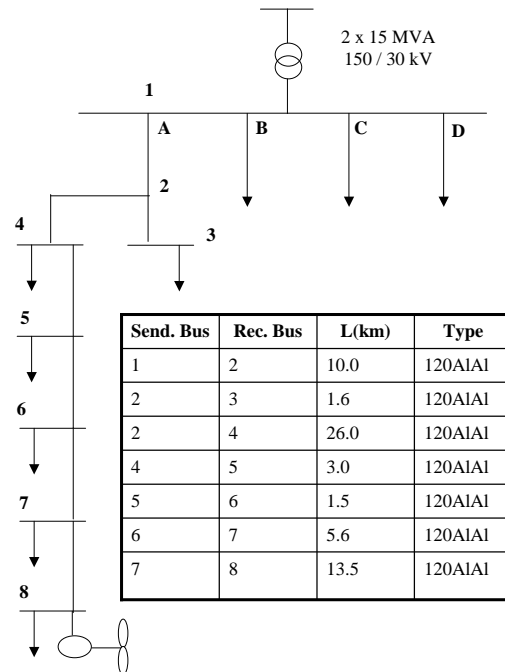 2 x 15 MVA
150 / 30 kV
1
A
B
C
D
2
4
3
5
6
7
8
Send. Bus Rec. Bus L(km) Type
1 2 10.0 120AlAl
2 3 1.6 120AlAl
2 4 26.0 120AlAl
4 5 3.0 120AlAl
5 6 1.5 120AlAl
6 7 5.6 120AlAl
7 8 13.5 120AlAl